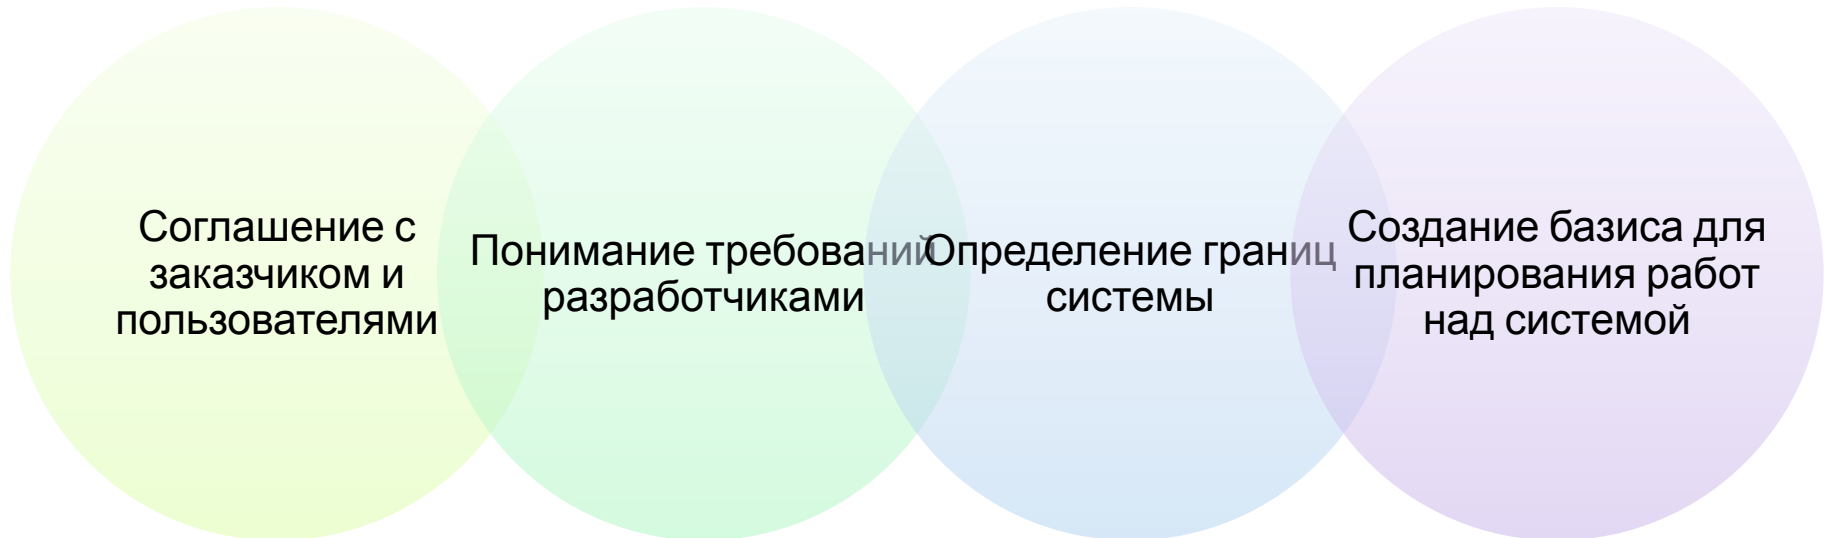 Соглашение с
заказчиком и
пользователями
Понимание требований
разработчиками
Определение границ
системы
Создание базиса для
планирования работ
над системой